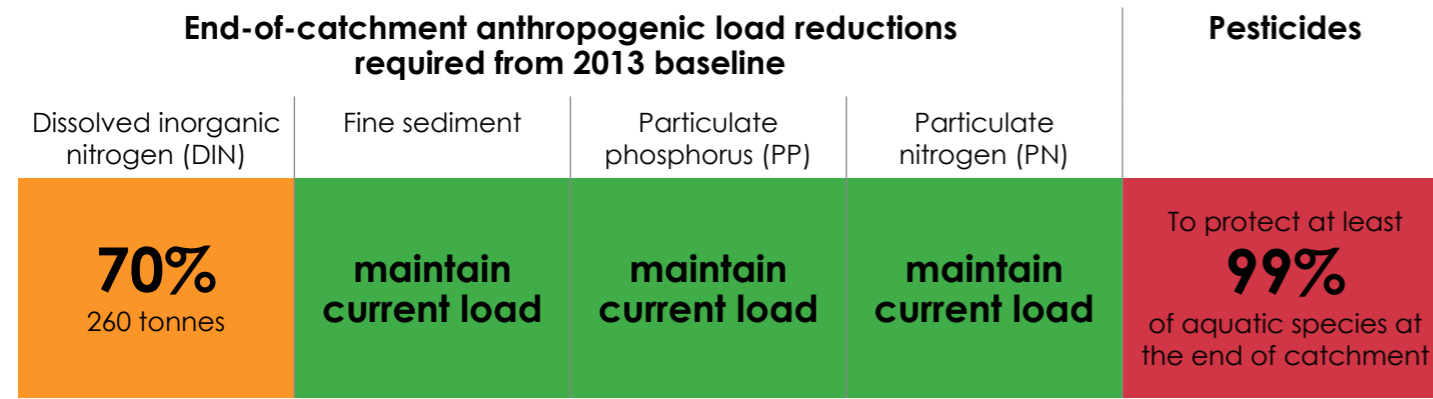 End-of-catchment anthropogenic load reductions
required from 2013 baseline
Pesticides
Dissolved inorganic
nitrogen (DIN)
Fine sediment
Particulate
phosphorus (PP)
Particulate
nitrogen (PN)
70%
260 tonnes
maintain
current load
maintain
current load
maintain
current load
To protect at least
99%
of aquatic species at
the end of catchment